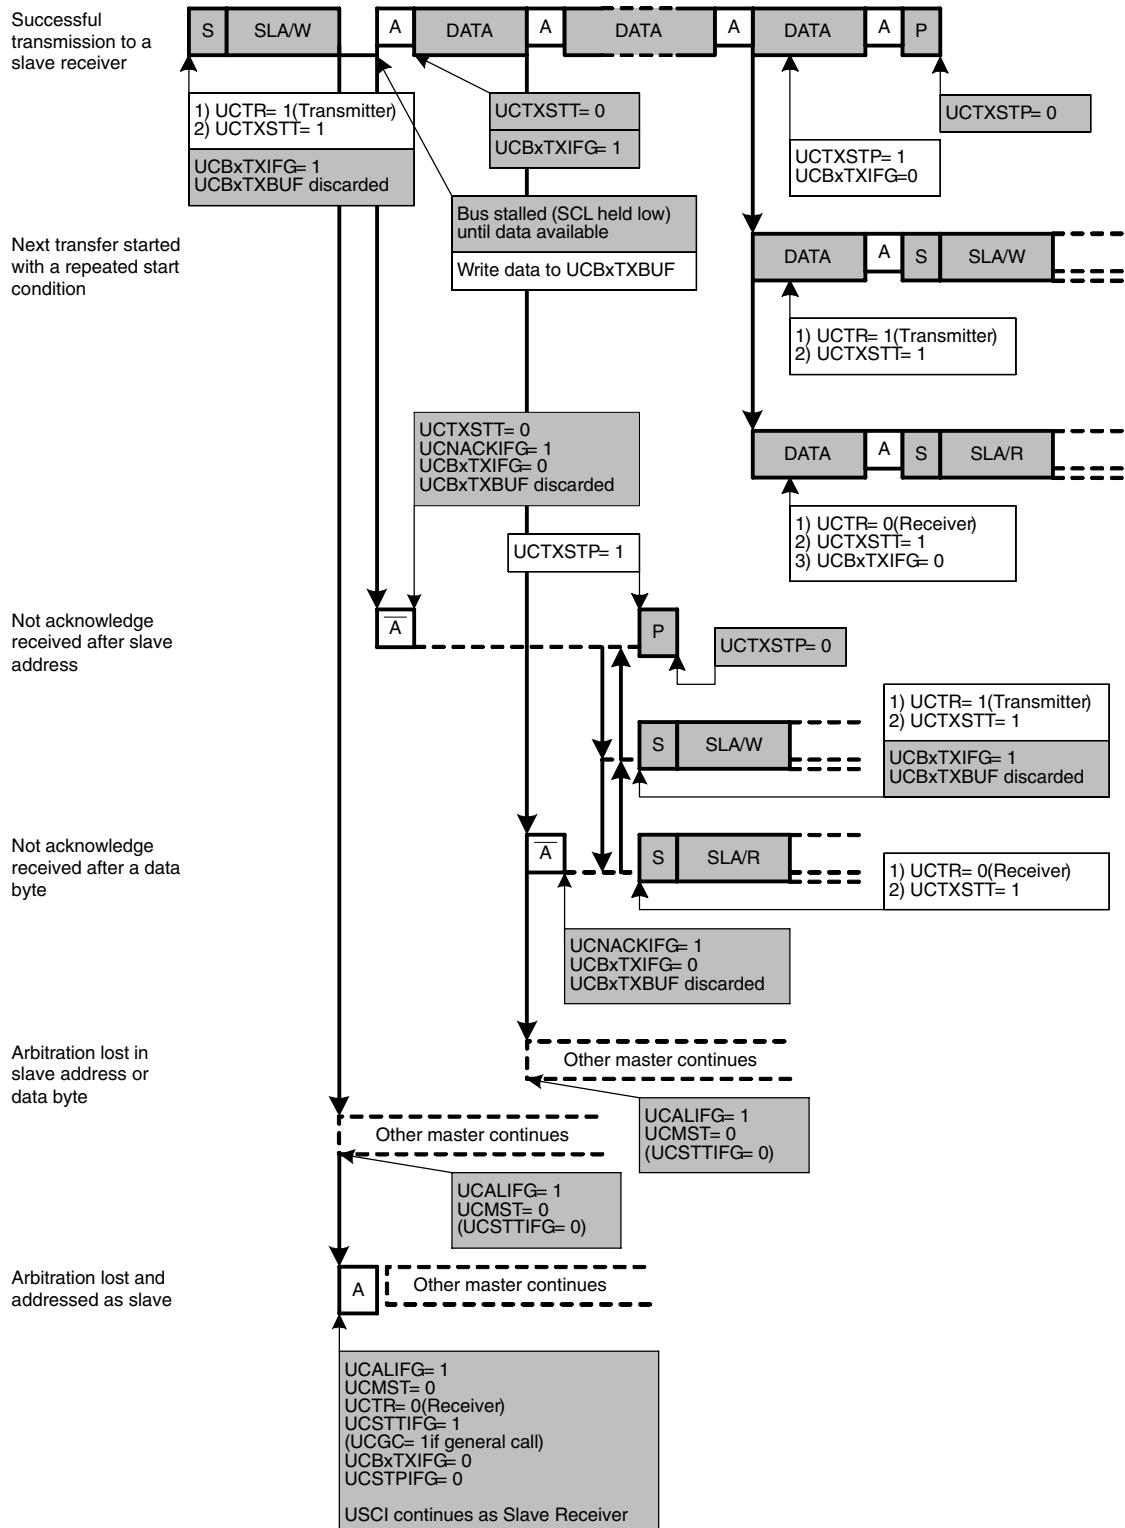 Successful
transmission to a
slave receiver
S SLA/W A DATA A DATA A DATA A P
1) UCTR= 1(Transmitter)
2) UCTXSTT= 1
UCBxTXIFG= 1
UCBxTXBUF discarded
UCTXSTT= 0
UCBxTXIFG= 1
Bus stalled (SCL held low)
until data available
Write data to UCBxTXBUF
UCTXSTP= 1
UCBxTXIFG=0
UCTXSTP= 0
Next transfer started
with a repeated start
condition
DATA A S SLA/W
1) UCTR= 1(Transmitter)
2) UCTXSTT= 1
DATA A S SLA/R
1) UCTR= 0(Receiver)
2) UCTXSTT= 1
3) UCBxTXIFG= 0
UCTXSTT= 0
UCNACKIFG= 1
UCBxTXIFG= 0
UCBxTXBUF discarded
UCTXSTP= 1
Not acknowledge
received after slave
address
A P
UCTXSTP= 0
S SLA/W
1) UCTR= 1(Transmitter)
2) UCTXSTT= 1
UCBxTXIFG= 1
UCBxTXBUF discarded
Not acknowledge
received after a data
byte
A S SLA/R
1) UCTR= 0(Receiver)
2) UCTXSTT= 1
UCNACKIFG= 1
UCBxTXIFG= 0
UCBxTXBUF discarded
Arbitration lost in
slave address or
data byte
Other master continues
UCALIFG= 1
UCMST= 0
(UCSTTIFG= 0)
Other master continues
UCALIFG= 1
UCMST= 0
(UCSTTIFG= 0)
Arbitration lost and
addressed as slave
A Other master continues
UCALIFG= 1
UCMST= 0
UCTR= 0(Receiver)
UCSTTIFG= 1
(UCGC= 1if general call)
UCBxTXIFG= 0
UCSTPIFG= 0
USCI continues as Slave Receiver